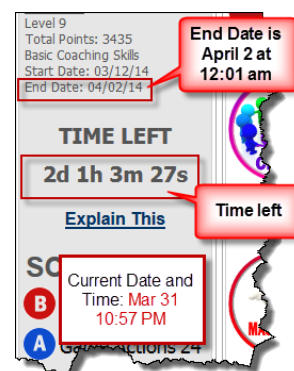 Level 9
Total Points: 3435
Basic Coaching Skills
Start Date: 03/12/14
End Date: 04/02/14
End Date is
April 2 at
12:01 am
TIME LEFT
2d 1h 3m 27s
Time left
Explain This
SC
Current Date and
Time: Mar 31
10:57 PM
B
A
Actions 24